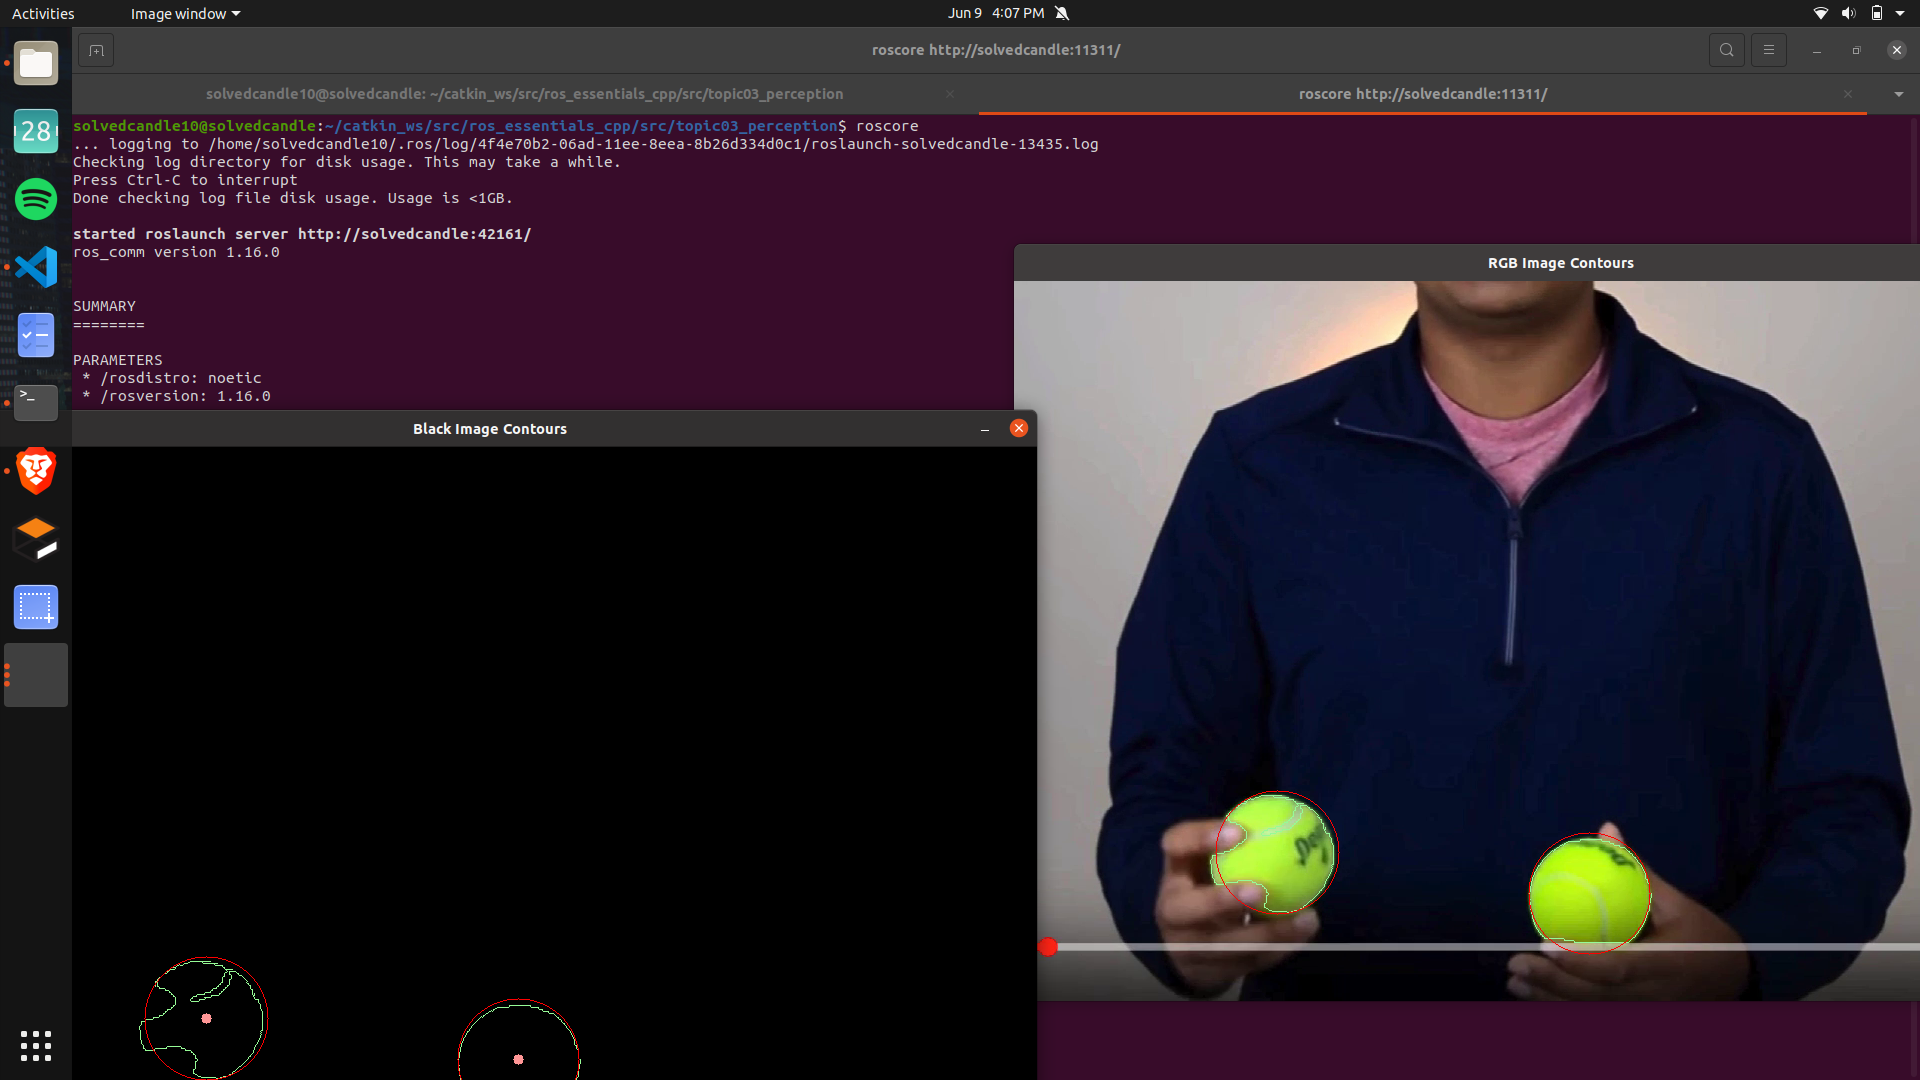 Activities
Image window
Jun 9 4:07 PM
roscore http://solvedcandle:11311/
solvedcandle10@solvedcandle: ~/catkin_ws/src/ros_essentials_cpp/src/topic03_perception
roscore http://solvedcandle:11311/
solvedcandle10@solvedcandle:~/catkin_ws/src/ros_essentials_cpp/src/topic03_perception$ roscore
... logging to /home/solvedcandle10/.ros/log/4f4e70b2-06ad-11ee-8eea-8b26d334d0c1/roslaunch-solvedcandle-13435.log
Checking log directory for disk usage. This may take a while.
Press Ctrl-C to interrupt
Done checking log file disk usage. Usage is <1GB.
started roslaunch server http://solvedcandle:42161/
ros_comm version 1.16.0
SUMMARY
========
PARAMETERS
* /rosdistro: noetic
* /rosversion: 1.16.0
28
>_
RGB Image Contours
Black Image Contours